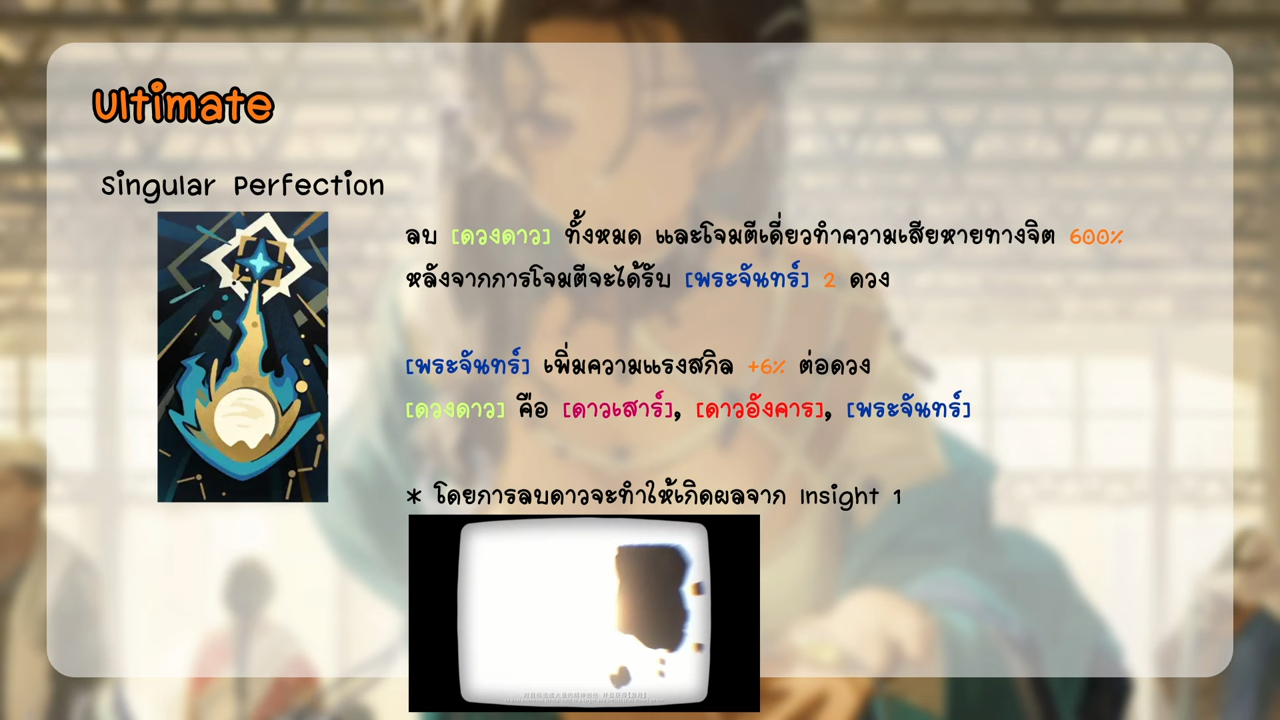 Ultimate
Singular Perfection
ลบ [ดวงดาว] ทั้งหมด และโจมตีเดี่ยวทำความเสียหายทางจิต 600%
หลังจากการโจมตีจะได้รับ [พระจันทร์] 2 ดวง
[พระจันทร์] เพิ่มความแรงสกิล +6% ต่อดวง
[ดวงดาว] คือ [ดาวเสาร์], [ดาวอังคาร], [พระจันทร์]
* โดยการลบดาวจะทำให้เกิดผลจาก Insight 1